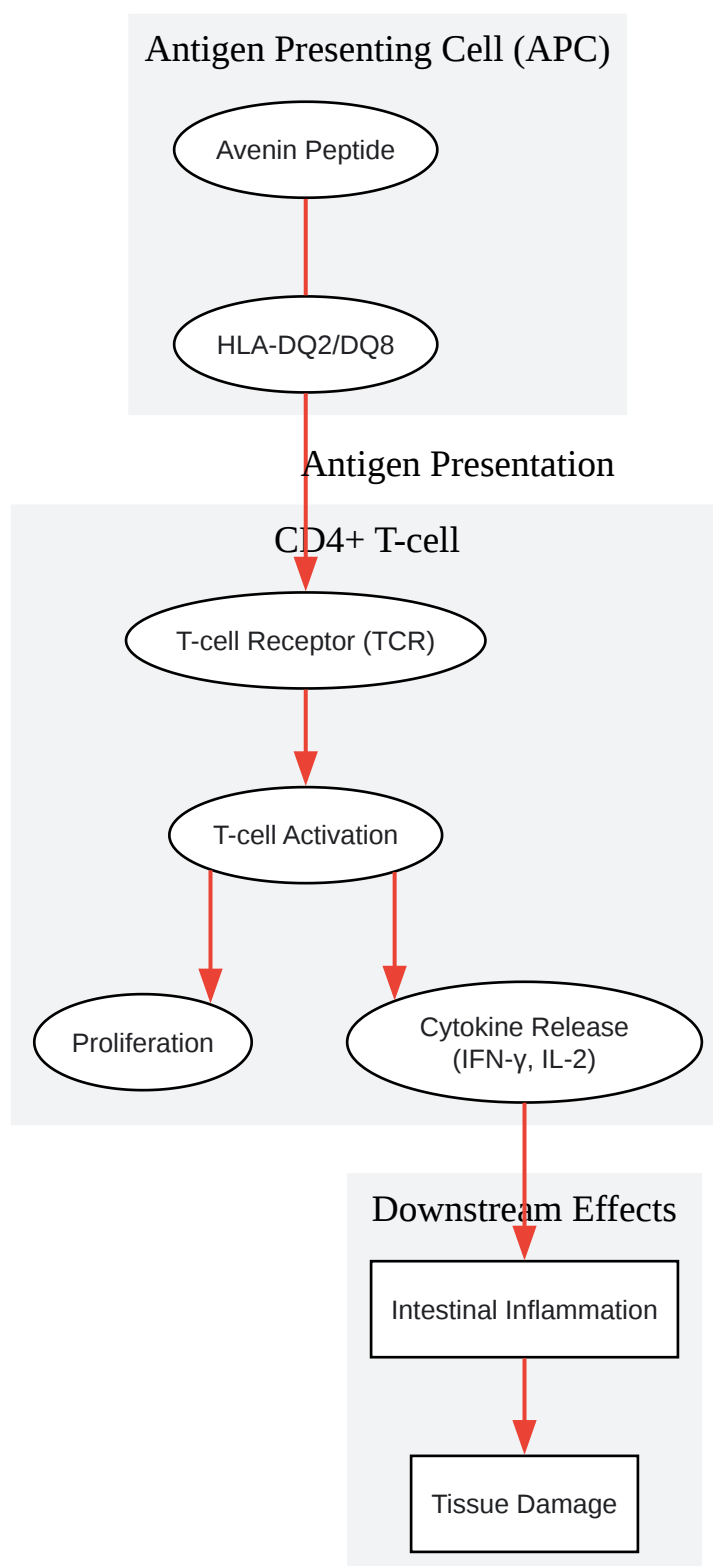 Antigen Presenting Cell (APC)
Avenin Peptide
HLA-DQ2/DQ8
Antigen Presentation
CD4+ T-cell
T-cell Receptor (TCR)
T-cell Activation
Proliferation
Cytokine Release
(IFN-γ, IL-2)
Downstream Effects
Intestinal Inflammation
Tissue Damage